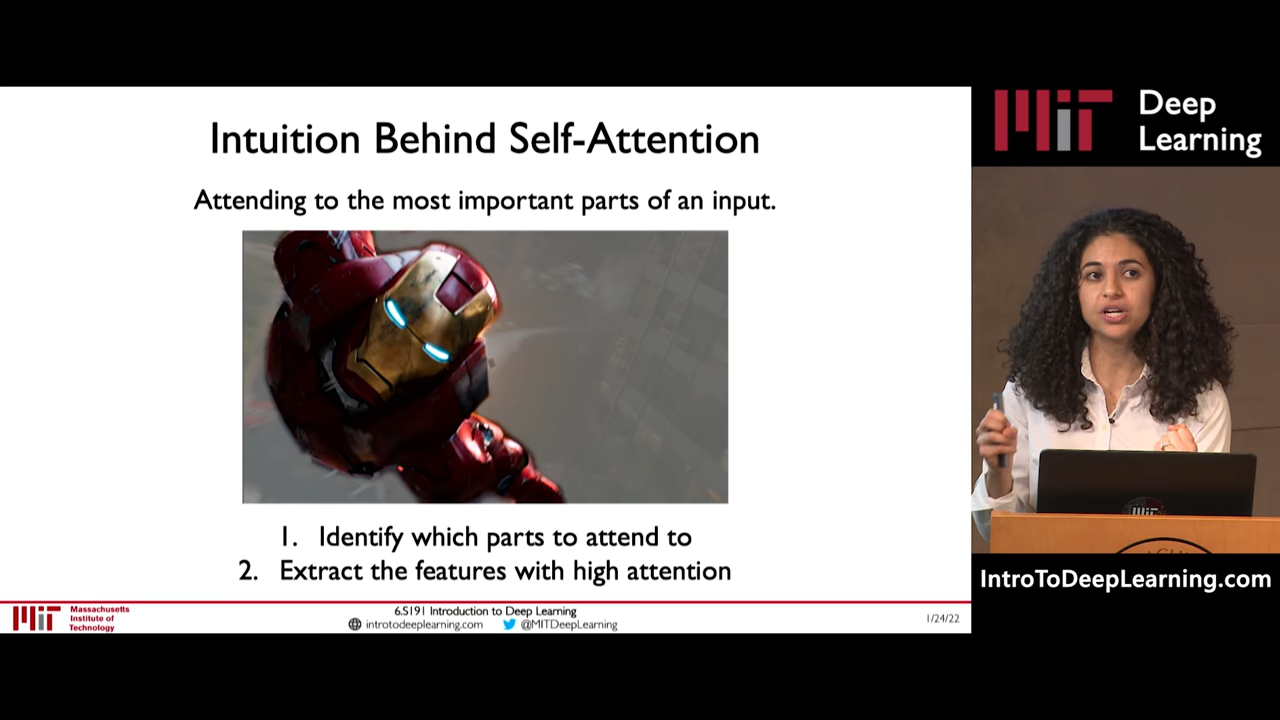 Intuition Behind Self-Attention
Attending to the most important parts of an input.
1. Identify which parts to attend to
2. Extract the features with high attention
Massachusetts
Institute of
Technology
6.S191 Introduction to Deep Learning
introtodeeplearning.com @MITDeepLearning
1/24/22
MIT Deep
Learning
IntroToDeepLearning.com